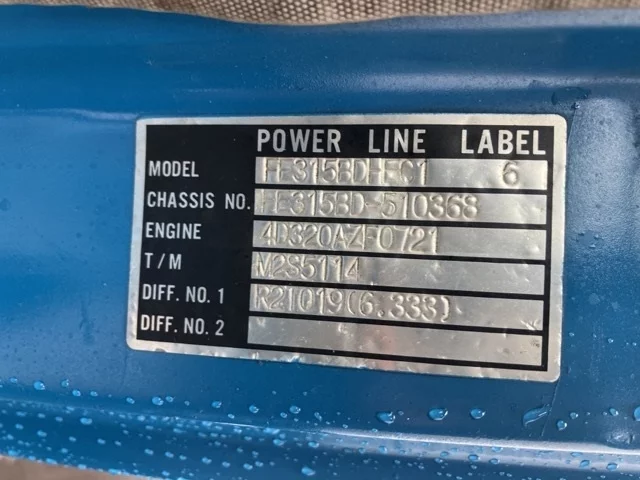 POWER LINE LABEL
MODEL FE315BDHEC1 6
CHASSIS NO. FE315BD-510368
ENGINE 4D320AZF0721
T/M M2S5114
DIFF. NO. 1 R21019(6.333)
DIFF. NO. 2